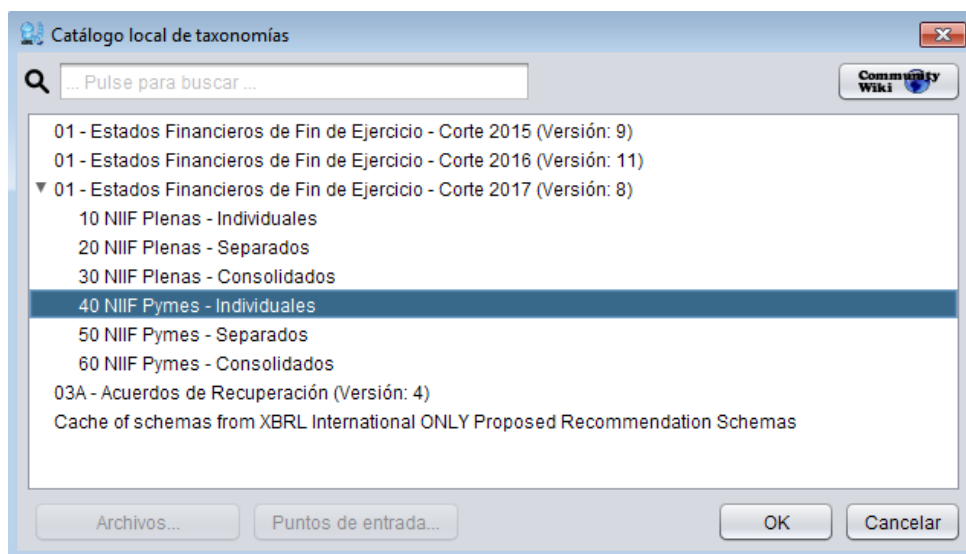 Catálogo local de taxonomías
... Pulse para buscar ...
Community
Wiki
01 - Estados Financieros de Fin de Ejercicio - Corte 2015 (Versión: 9)
01 - Estados Financieros de Fin de Ejercicio - Corte 2016 (Versión: 11)
01 - Estados Financieros de Fin de Ejercicio - Corte 2017 (Versión: 8)
10 NIIF Plenas - Individuales
20 NIIF Plenas - Separados
30 NIIF Plenas - Consolidados
40 NIIF Pymes - Individuales
50 NIIF Pymes - Separados
60 NIIF Pymes - Consolidados
03A - Acuerdos de Recuperación (Versión: 4)
Cache of schemas from XBRL International ONLY Proposed Recommendation Schemas
Archivos... Puntos de entrada... OK Cancelar